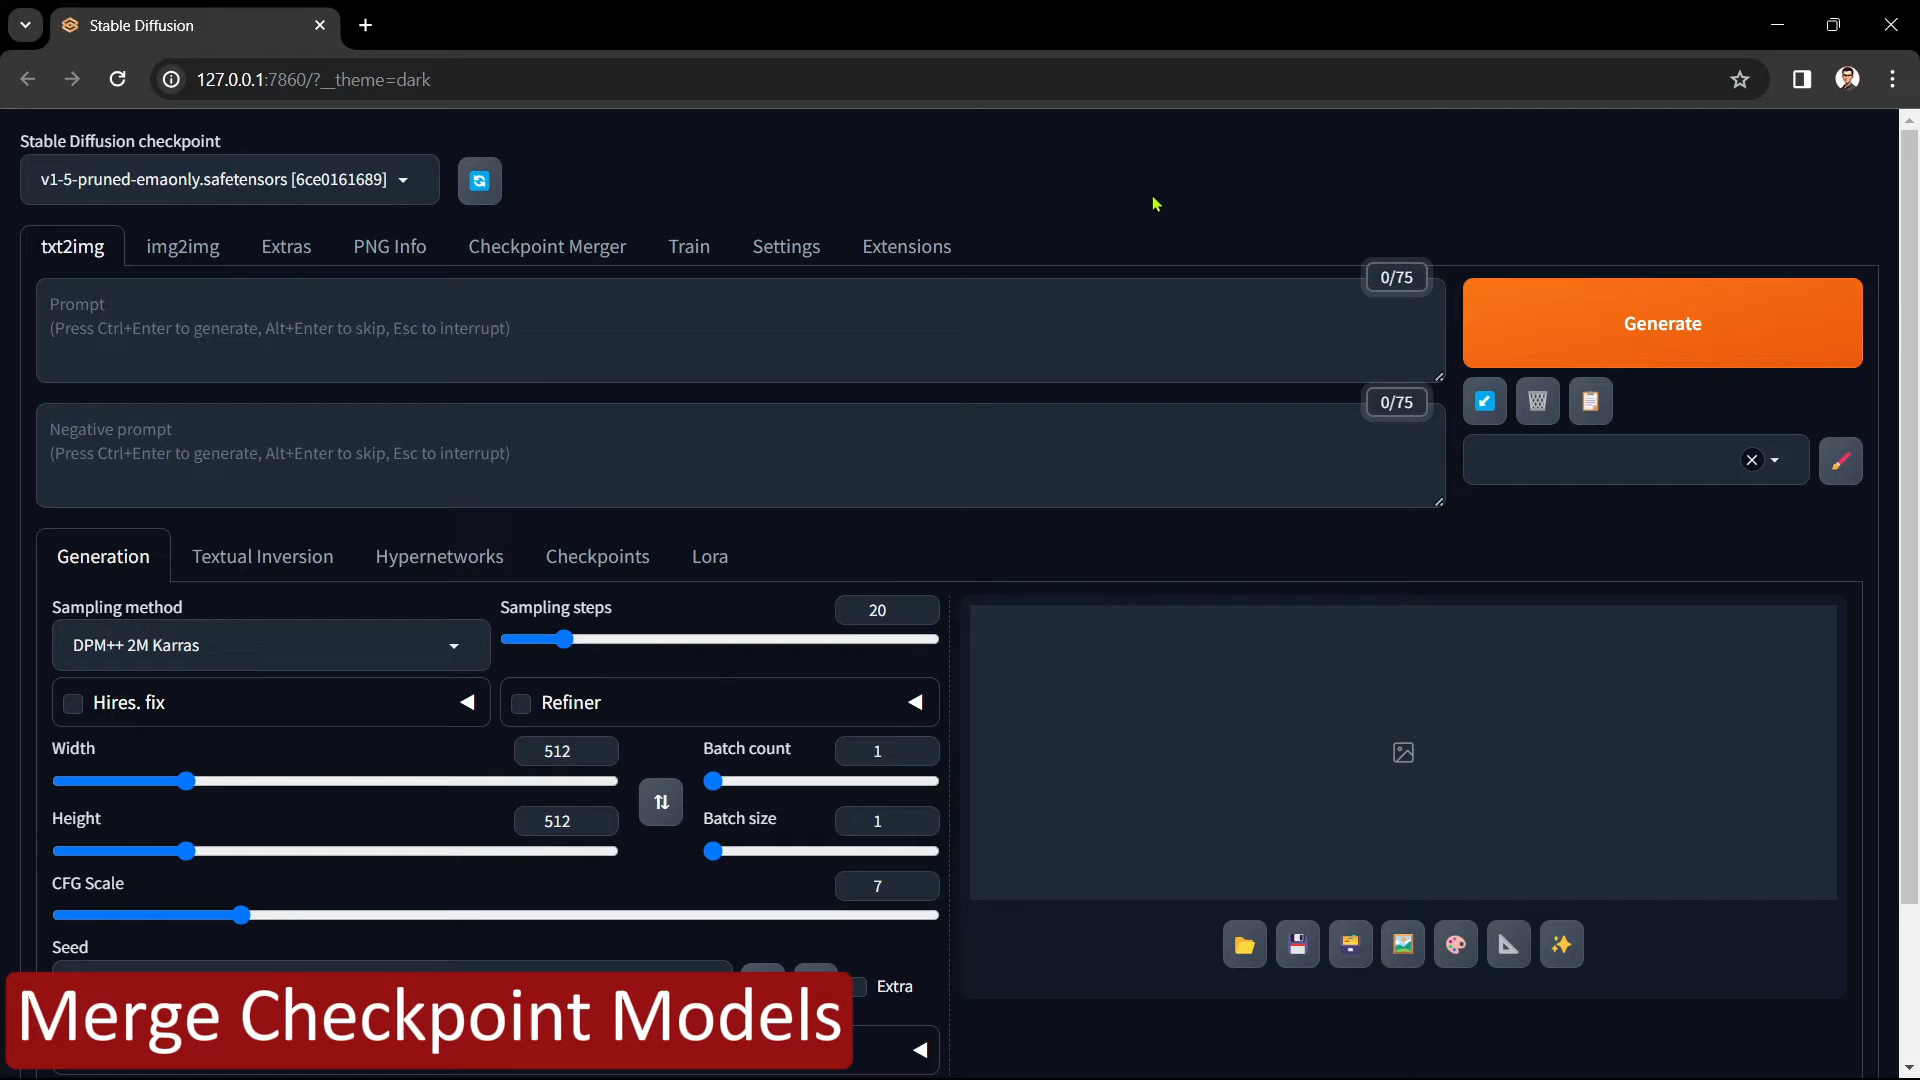 Stable Diffusion
127.0.0.1:7860/?__theme=dark
Stable Diffusion checkpoint
v1-5-pruned-emaonly.safetensors [6ce0161689]
txt2img
img2img
Extras
PNG Info
Checkpoint Merger
Train
Settings
Extensions
0/75
Prompt
(Press Ctrl+Enter to generate, Alt+Enter to skip, Esc to interrupt)
Generate
0/75
Negative prompt
(Press Ctrl+Enter to generate, Alt+Enter to skip, Esc to interrupt)
Generation
Textual Inversion
Hypernetworks
Checkpoints
Lora
Sampling method
DPM++ 2M Karras
Sampling steps
20
Hires. fix
Refiner
Width
512
Batch count
1
Height
512
Batch size
1
CFG Scale
7
Seed
Extra
Merge Checkpoint Models